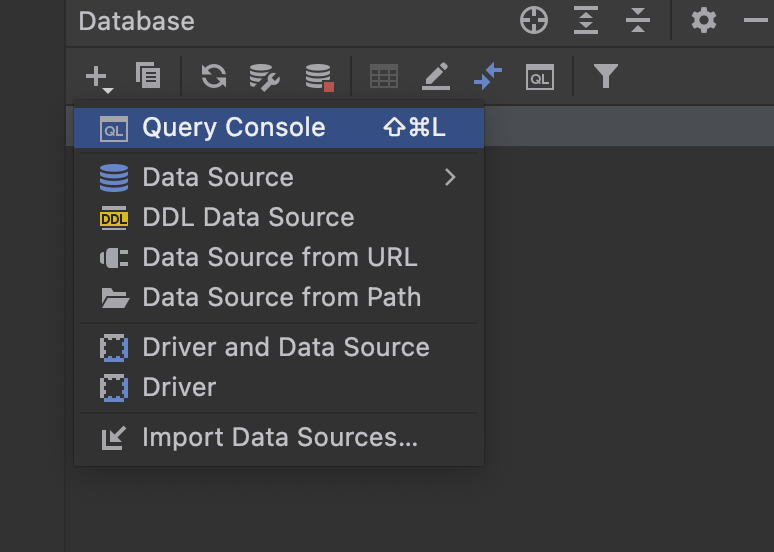 Database
QL
QL Query Console ⇧⌘L
Data Source
DDL DDL Data Source
Data Source from URL
Data Source from Path
Driver and Data Source
Driver
Import Data Sources...